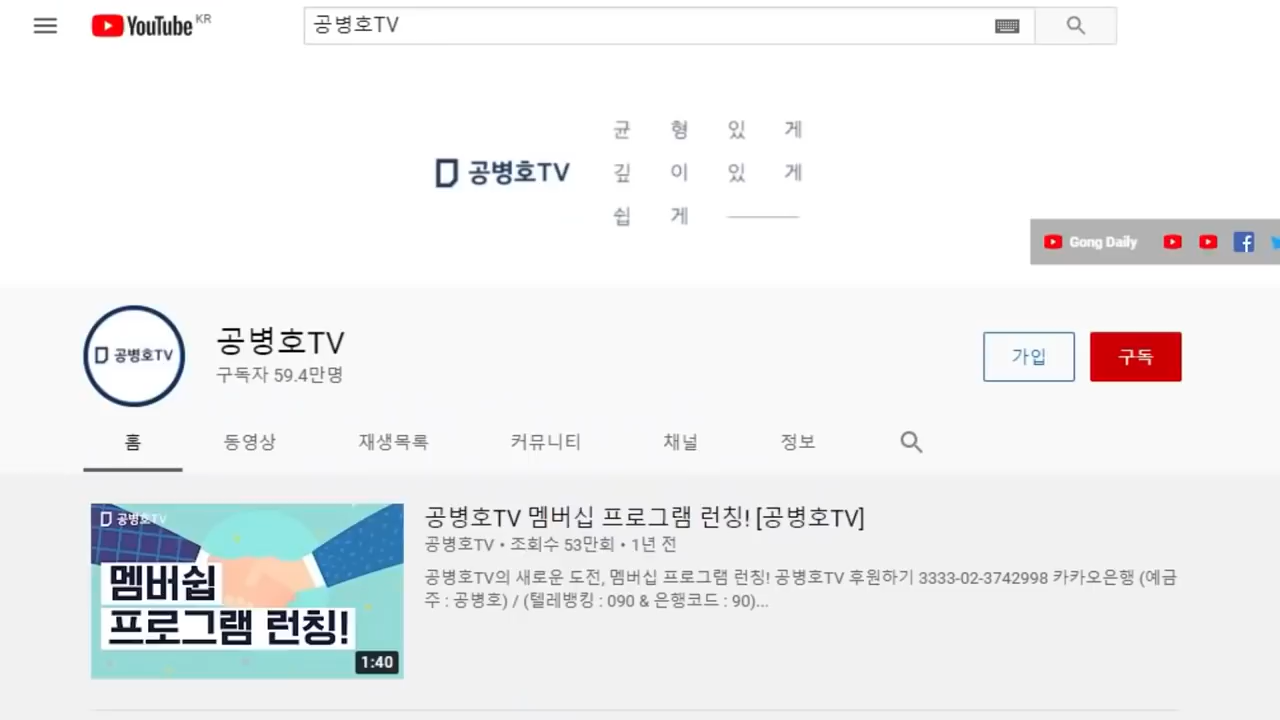 YouTube KR
공병호TV
균 형 있 게
공병호TV
깊 이 있 게
쉽 게
Gong Daily
공병호TV
공병호TV
구독자 59.4만명
가입
구독
홈
동영상
재생목록
커뮤니티
채널
정보
공병호TV
멤버쉽
프로그램 런칭!
1:40
공병호TV 멤버십 프로그램 런칭! [공병호TV]
공병호TV • 조회수 53만회 • 1년 전
공병호TV의 새로운 도전, 멤버십 프로그램 런칭! 공병호TV 후원하기 3333-02-3742998 카카오은행 (예금
주 : 공병호) / (텔레뱅킹 : 090 & 은행코드 : 90)...